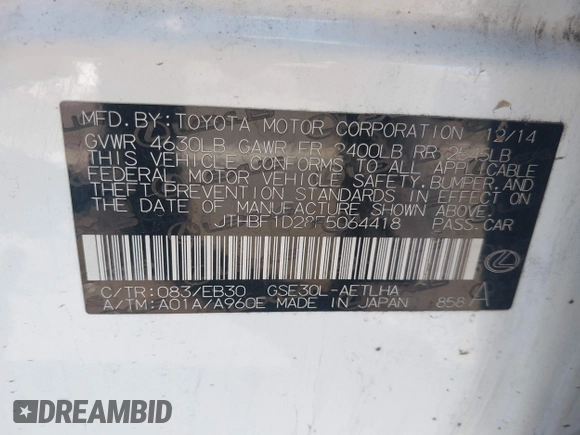 MFD. BY: TOYOTA MOTOR CORPORATION 12/14
GVWR 4630LB GAWR FR 2400LB RR LB
THIS VEHICLE CONFORMS TO ALL APPLICABLE
FEDERAL MOTOR VEHICLE SAFETY, BUMPER, AND
THEFT PREVENTION STANDARDS IN EFFECT ON
THE DATE OF MANUFACTURE SHOWN ABOVE.
JTHBF1D28F5064418 PASS. CAR
C/TR: 083/EB30 GSE30L-AETLHA
A/TM: A01A/A960E MADE IN JAPAN 858 A
DREAMBID